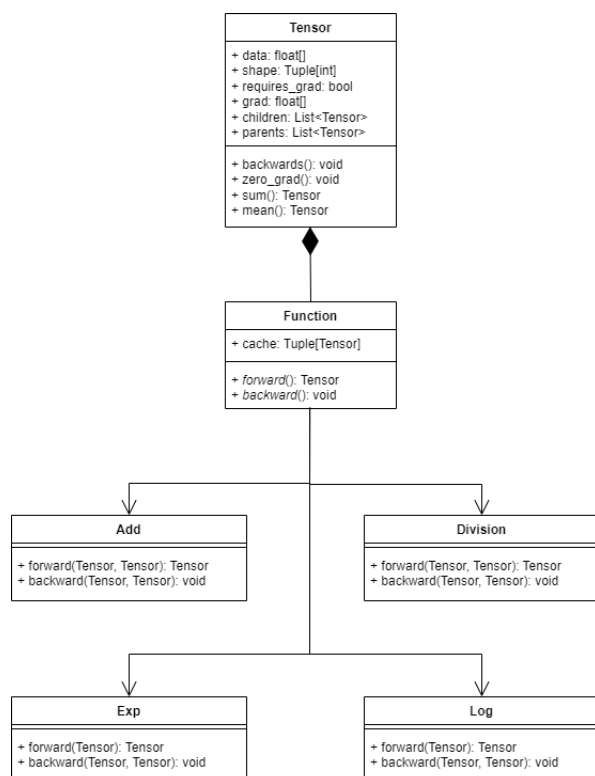 Tensor
+ data: float[]
+ shape: Tuple[int]
+ requires_grad: bool
+ grad: float[]
+ children: List<Tensor>
+ parents: List<Tensor>
+ backwards(): void
+ zero_grad(): void
+ sum(): Tensor
+ mean(): Tensor
Function
+ cache: Tuple[Tensor]
+ forward(): Tensor
+ backward(): void
Add
+ forward(Tensor, Tensor): Tensor
+ backward(Tensor, Tensor): void
Division
+ forward(Tensor, Tensor): Tensor
+ backward(Tensor, Tensor): void
Exp
+ forward(Tensor): Tensor
+ backward(Tensor, Tensor): void
Log
+ forward(Tensor): Tensor
+ backward(Tensor, Tensor): void